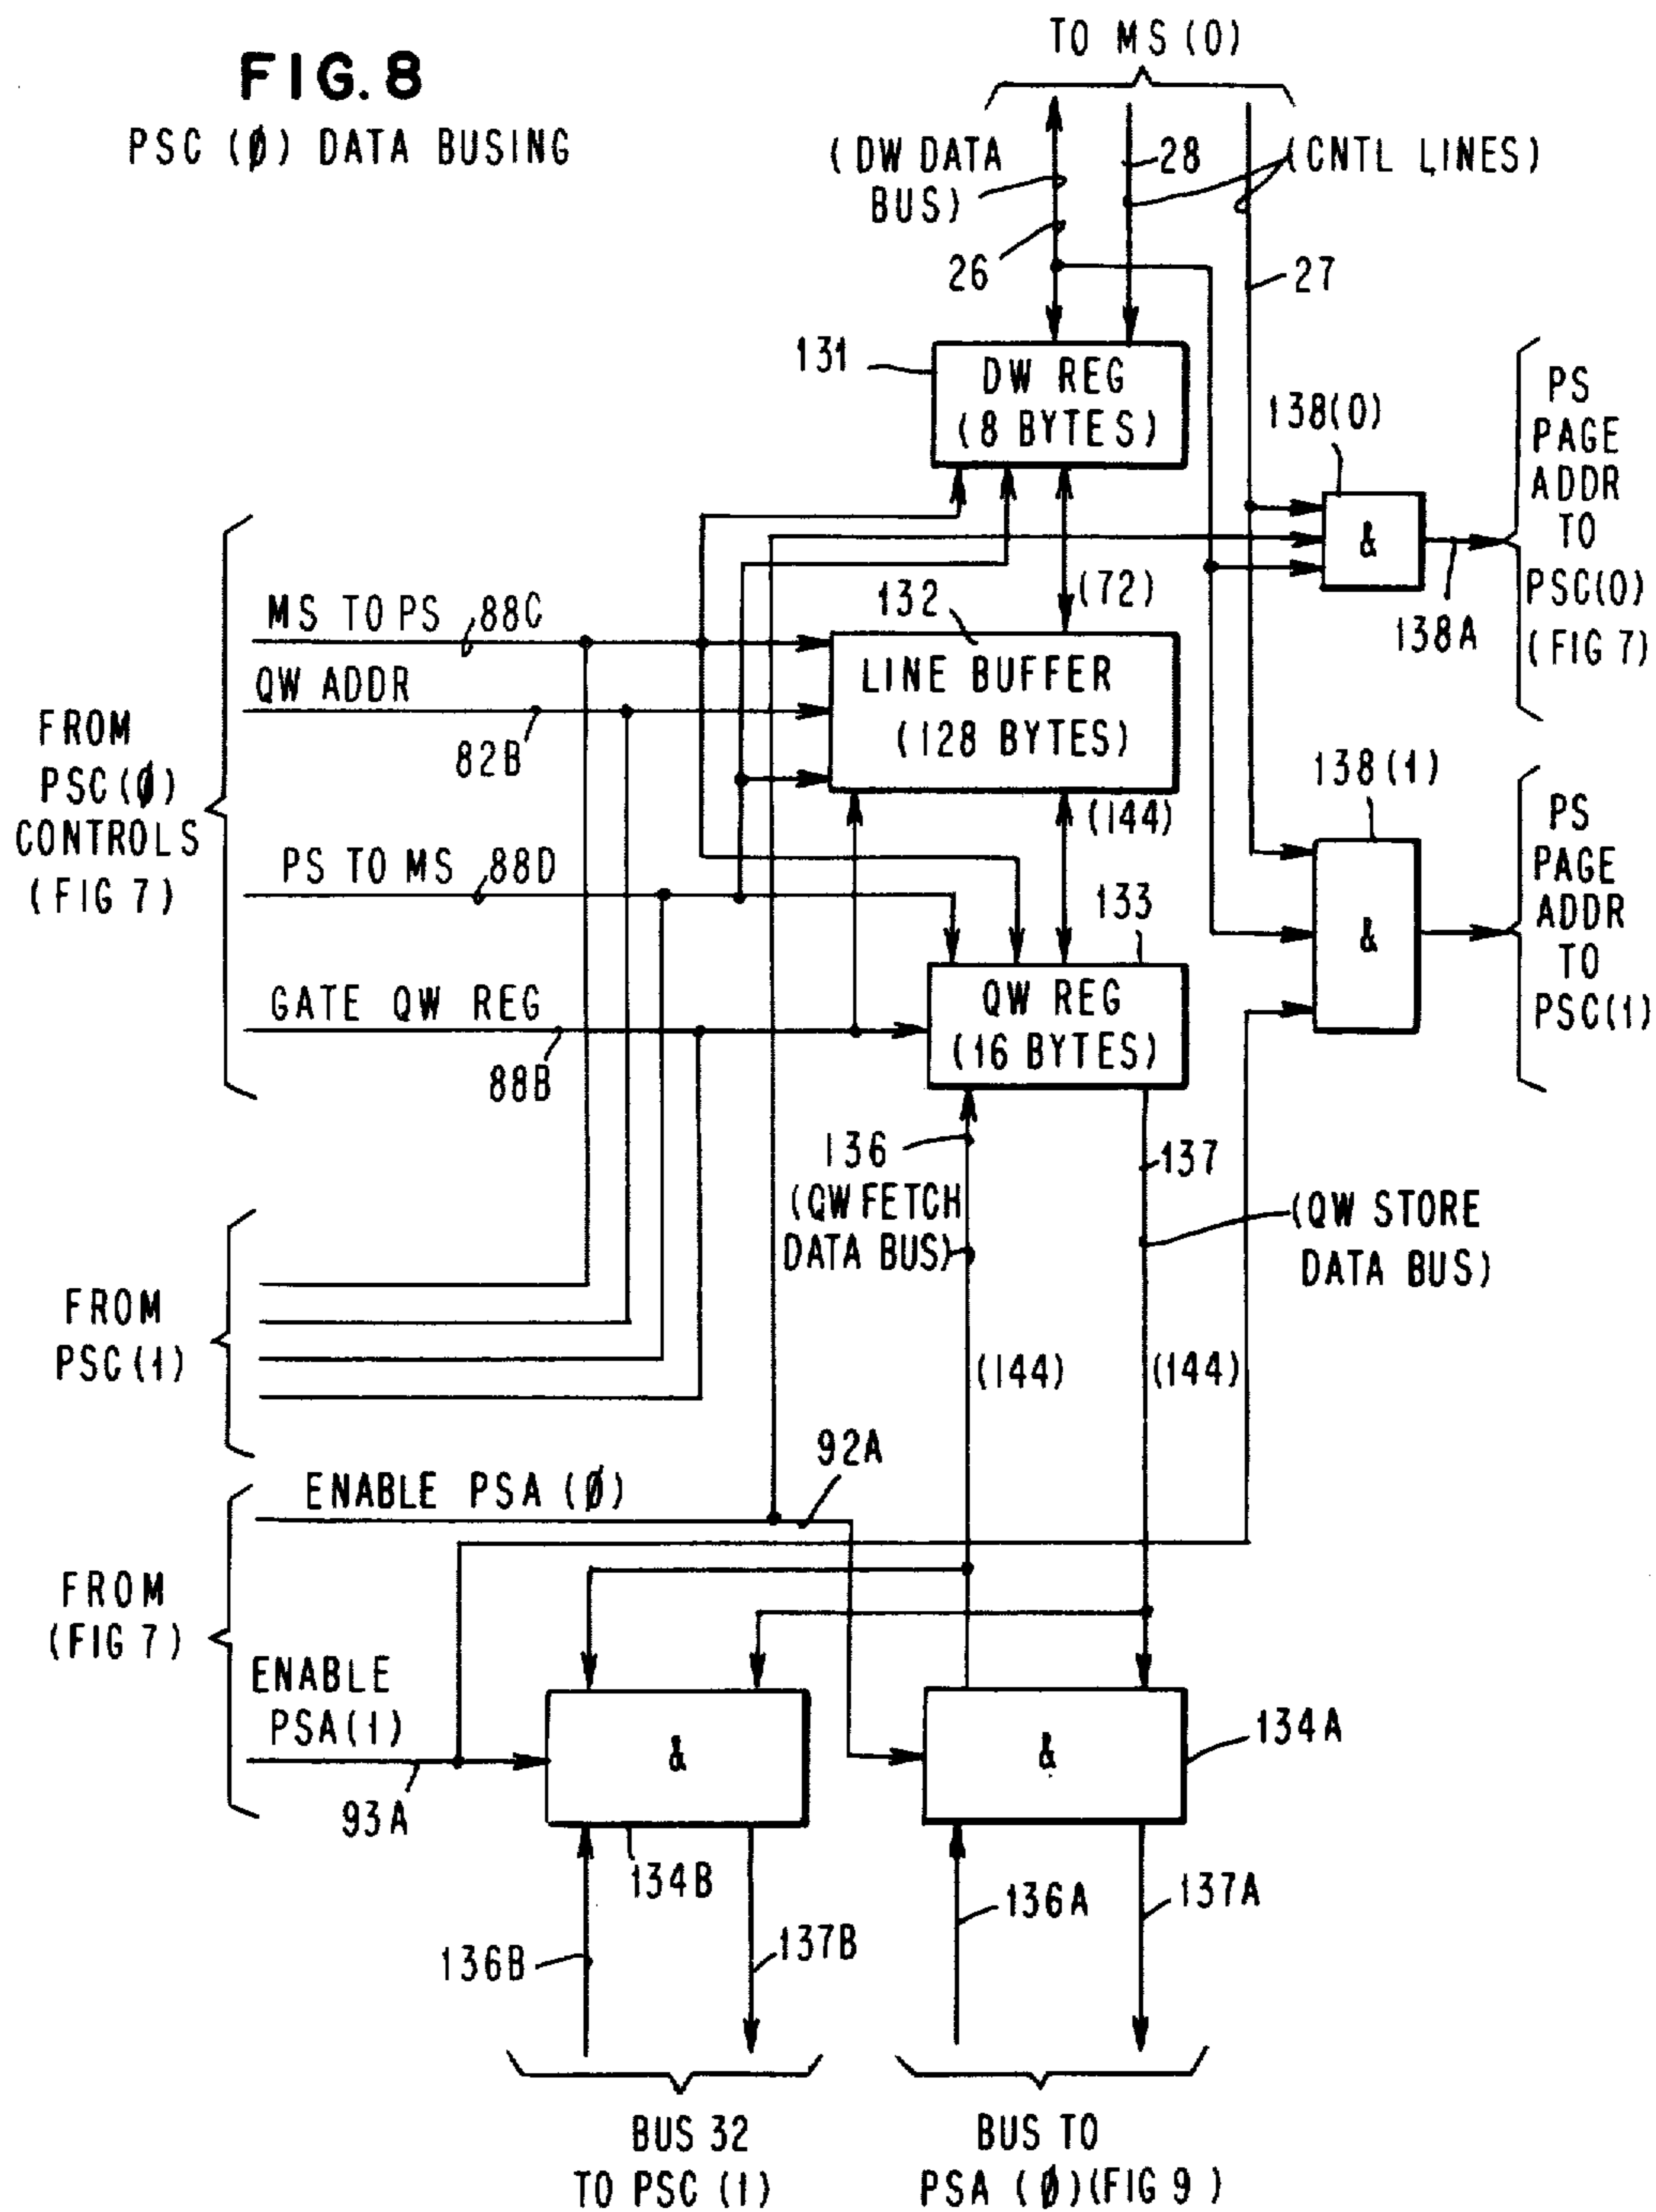 FIG. 8
PSC (Ø) DATA BUSING
TO MS (0)
(DW DATA
BUS)
26
28
(CNTL LINES)
27
131
DW REG
(8 BYTES)
138(0)
&
138A
PS
PAGE
ADDR
TO
PSC(0)
(FIG 7)
(72)
132
LINE BUFFER
(128 BYTES)
(144)
MS TO PS
88C
QW ADDR
82B
FROM
PSC (Ø)
CONTROLS
(FIG 7)
PS TO MS
88D
GATE QW REG
88B
133
QW REG
(16 BYTES)
138(1)
&
PS
PAGE
ADDR
TO
PSC(1)
136
(QW FETCH
DATA BUS)
137
(QW STORE
DATA BUS)
FROM
PSC(1)
(144)
(144)
92A
ENABLE PSA (Ø)
FROM
(FIG 7)
ENABLE
PSA(1)
93A
&
134B
&
134A
136B
137B
136A
137A
BUS 32
TO PSC (1)
BUS TO
PSA (Ø)(FIG 9)